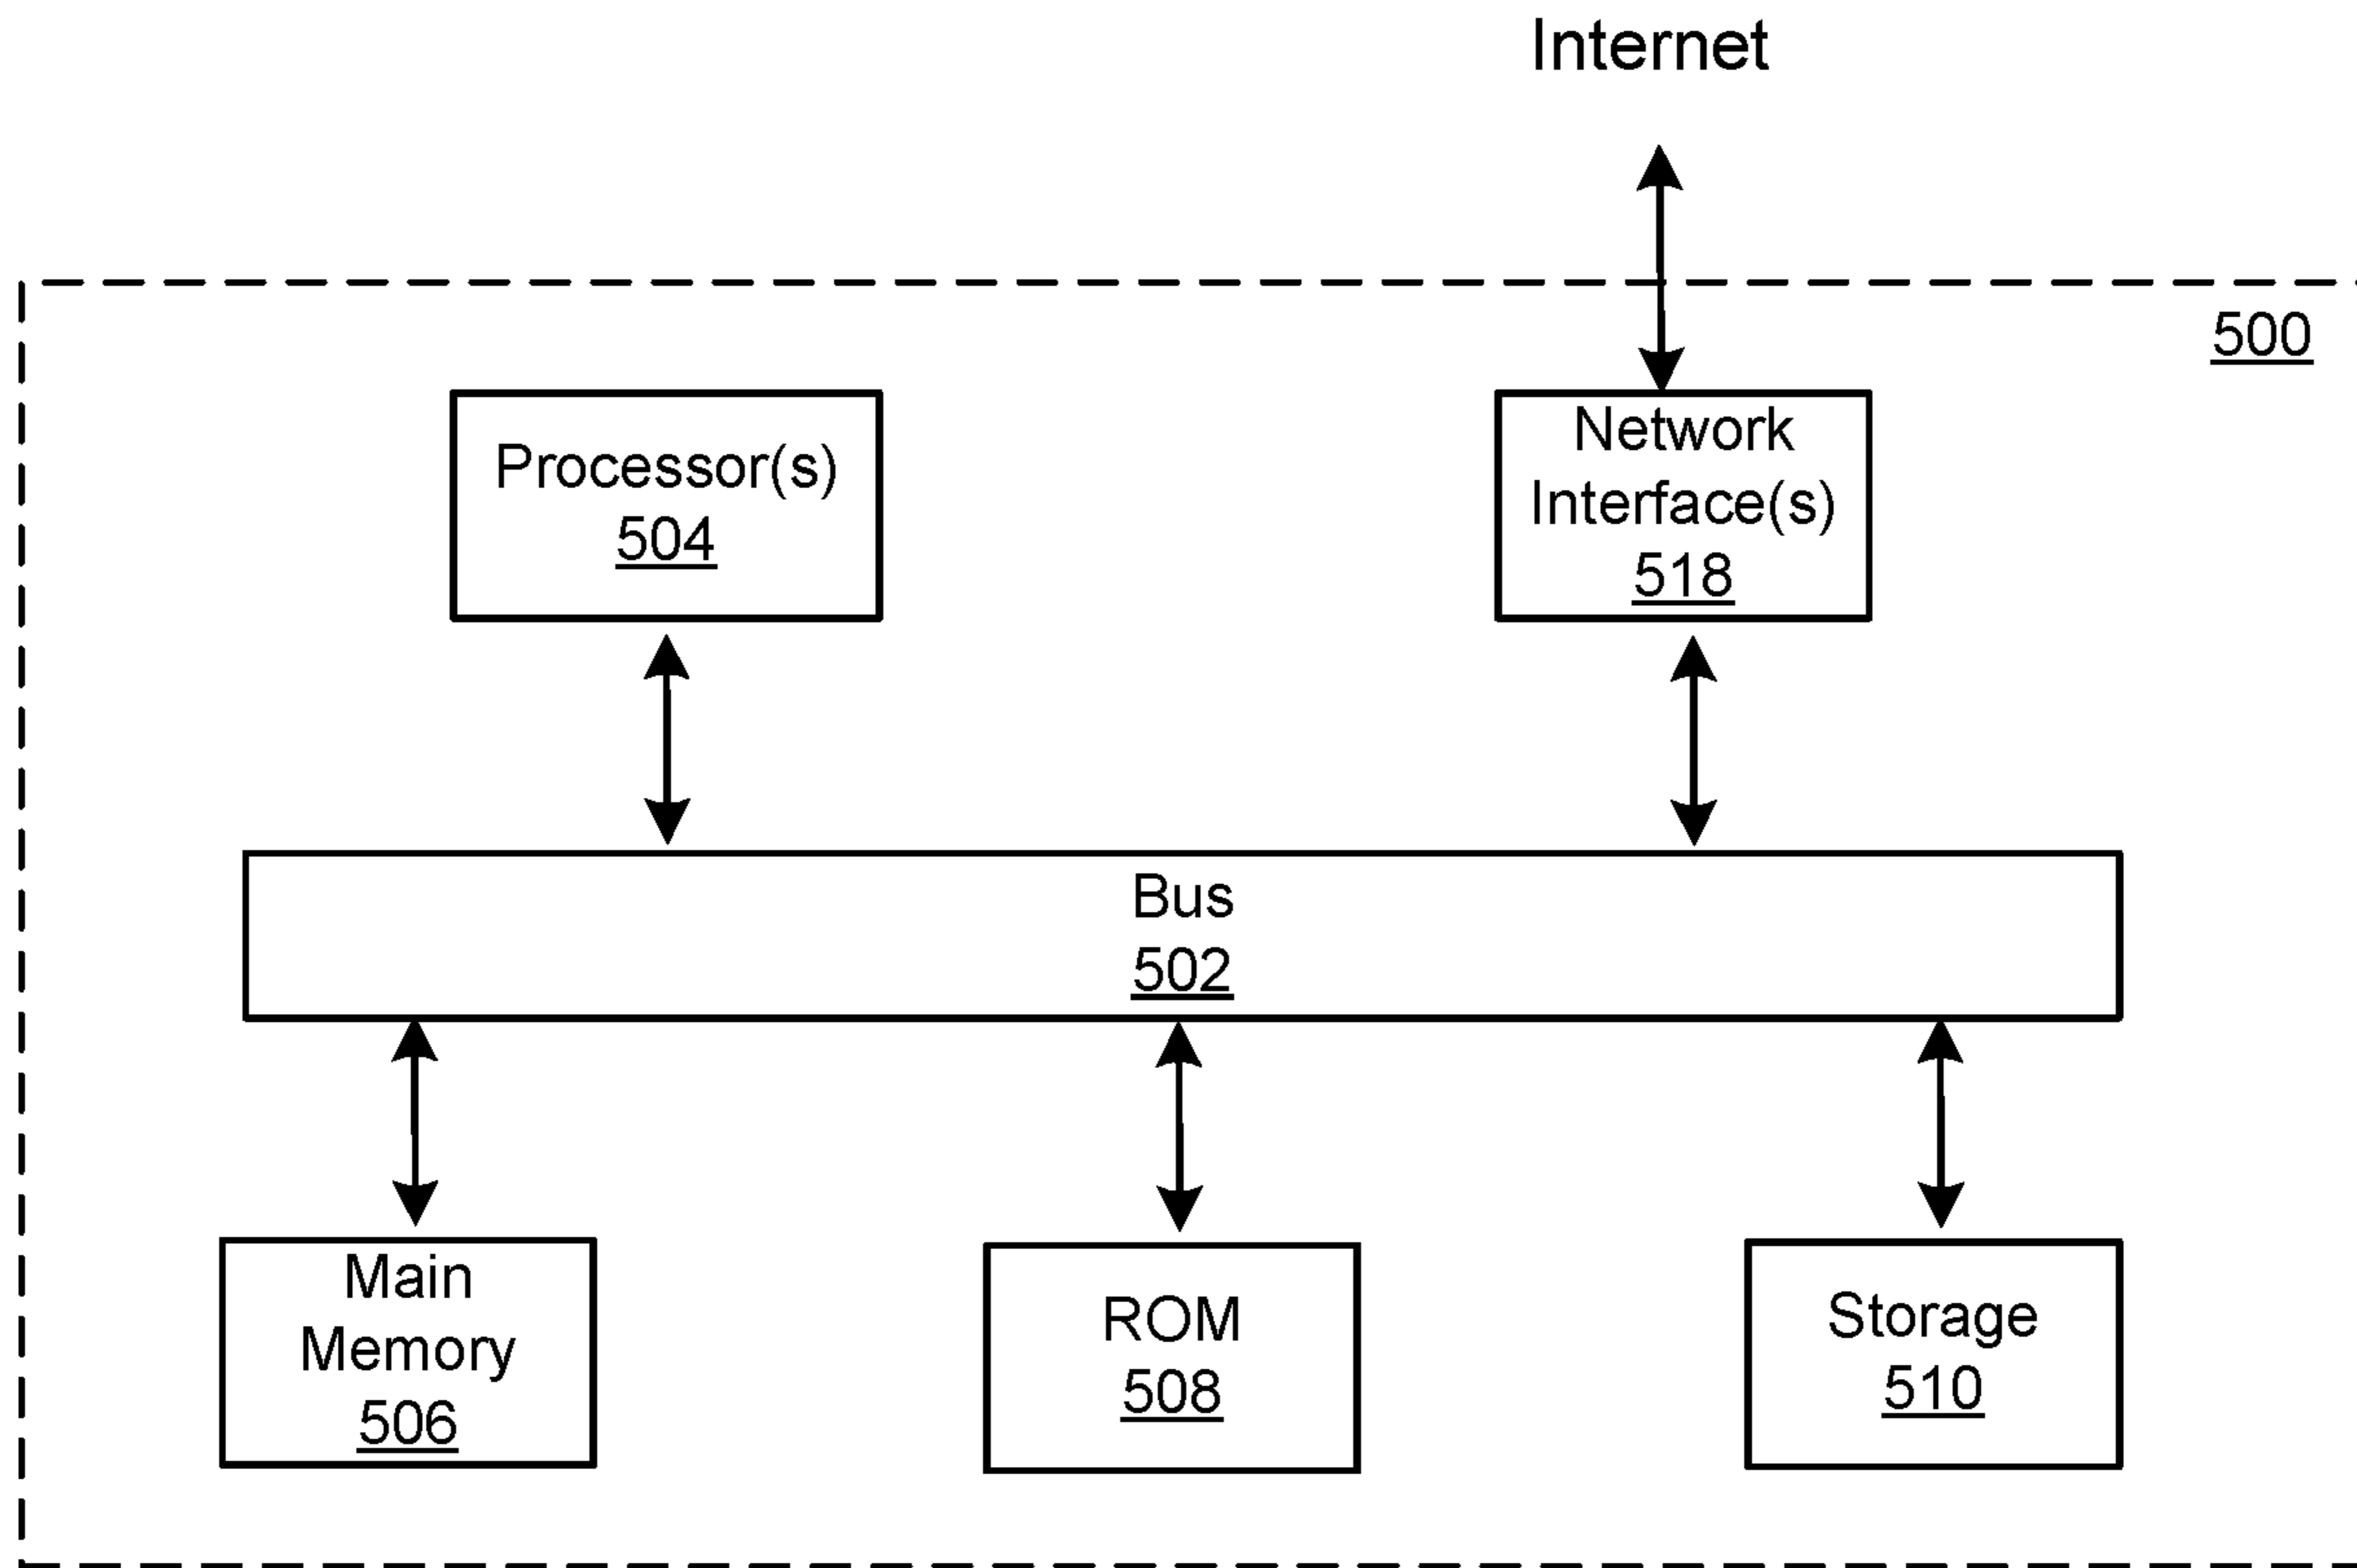 Internet
500
Processor(s)
504
Network
Interface(s)
518
Bus
502
Main
Memory
506
ROM
508
Storage
510